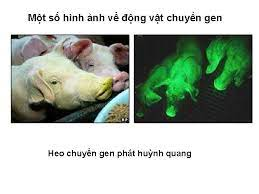 Một số hình ảnh về động vật chuyển gen
Heo chuyển gen phát huỳnh quang